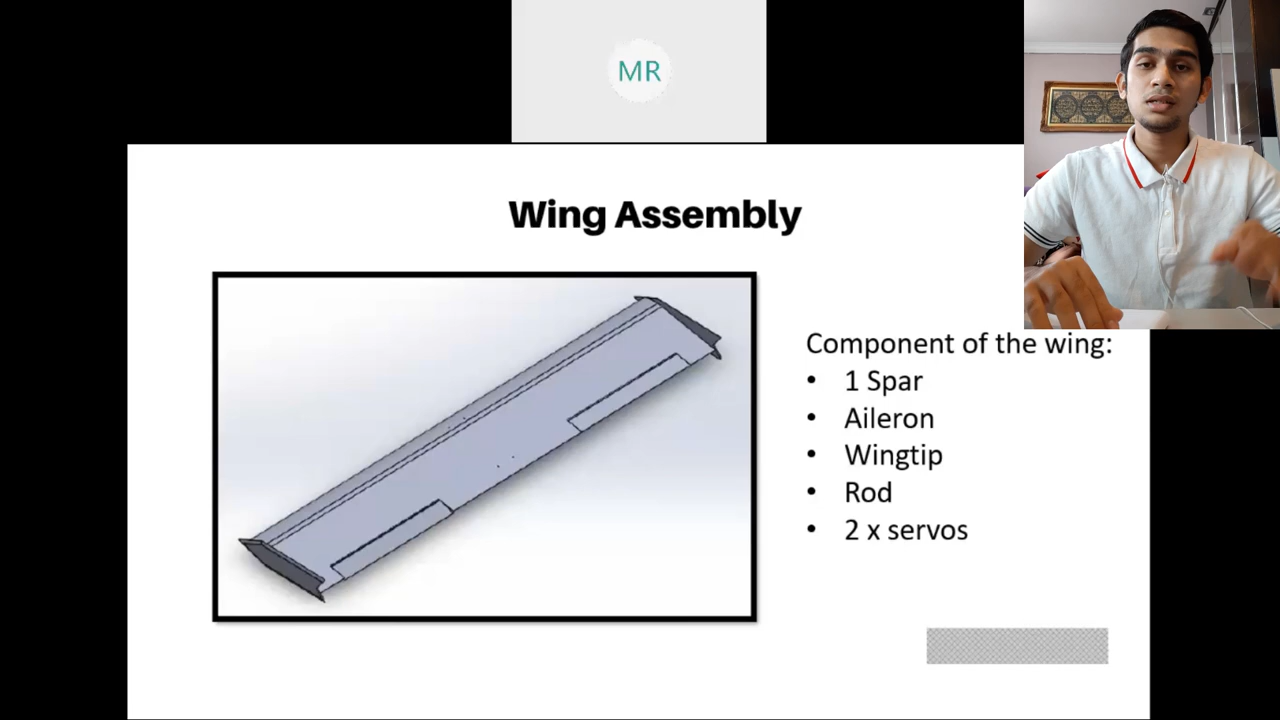 MR
Wing Assembly
Component of the wing:
• 1 Spar
• Aileron
• Wingtip
• Rod
• 2 x servos